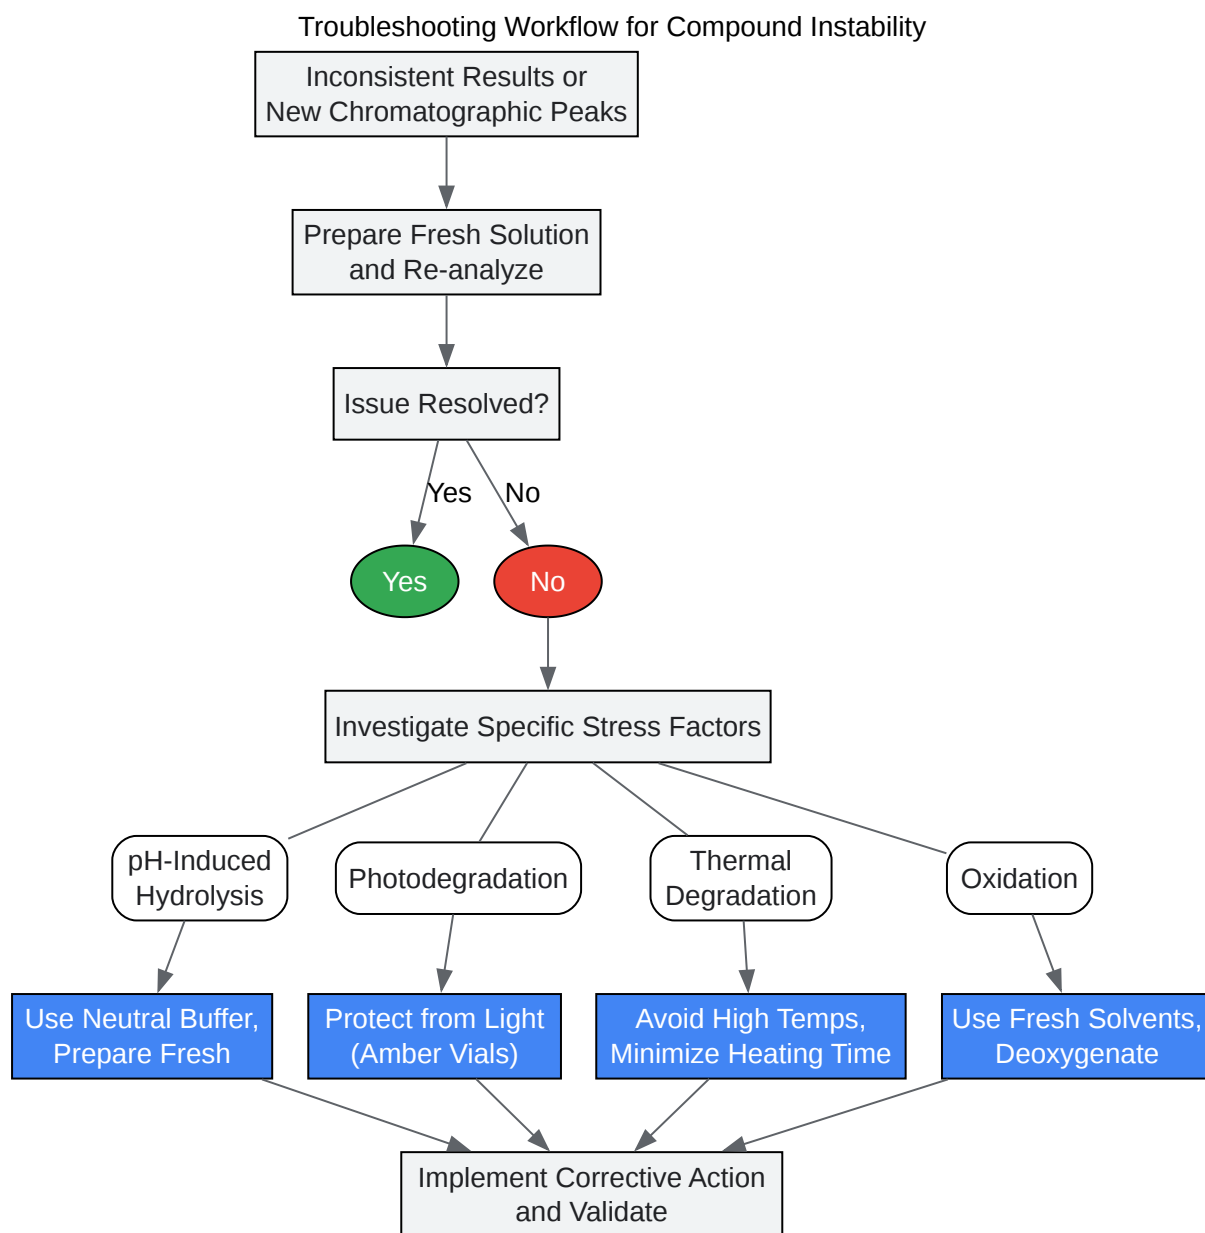 Troubleshooting Workflow for Compound Instability
Inconsistent Results or
New Chromatographic Peaks
Prepare Fresh Solution
and Re-analyze
Issue Resolved?
Yes
No
Yes
No
Investigate Specific Stress Factors
pH-Induced
Hydrolysis
Photodegradation
Thermal
Degradation
Oxidation
Use Neutral Buffer,
Prepare Fresh
Protect from Light
(Amber Vials)
Avoid High Temps,
Minimize Heating Time
Use Fresh Solvents,
Deoxygenate
Implement Corrective Action
and Validate